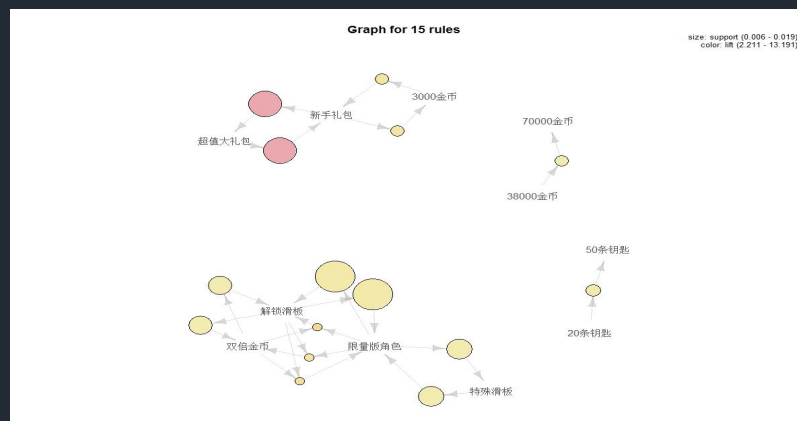 Graph for 15 rules
size: support (0.006 - 0.019)
color: lift (2.211 - 13.191)
3000金币
新手礼包
70000金币
超值大礼包
38000金币
50条钥匙
解锁滑板
20条钥匙
双倍金币
限量版角色
特殊滑板